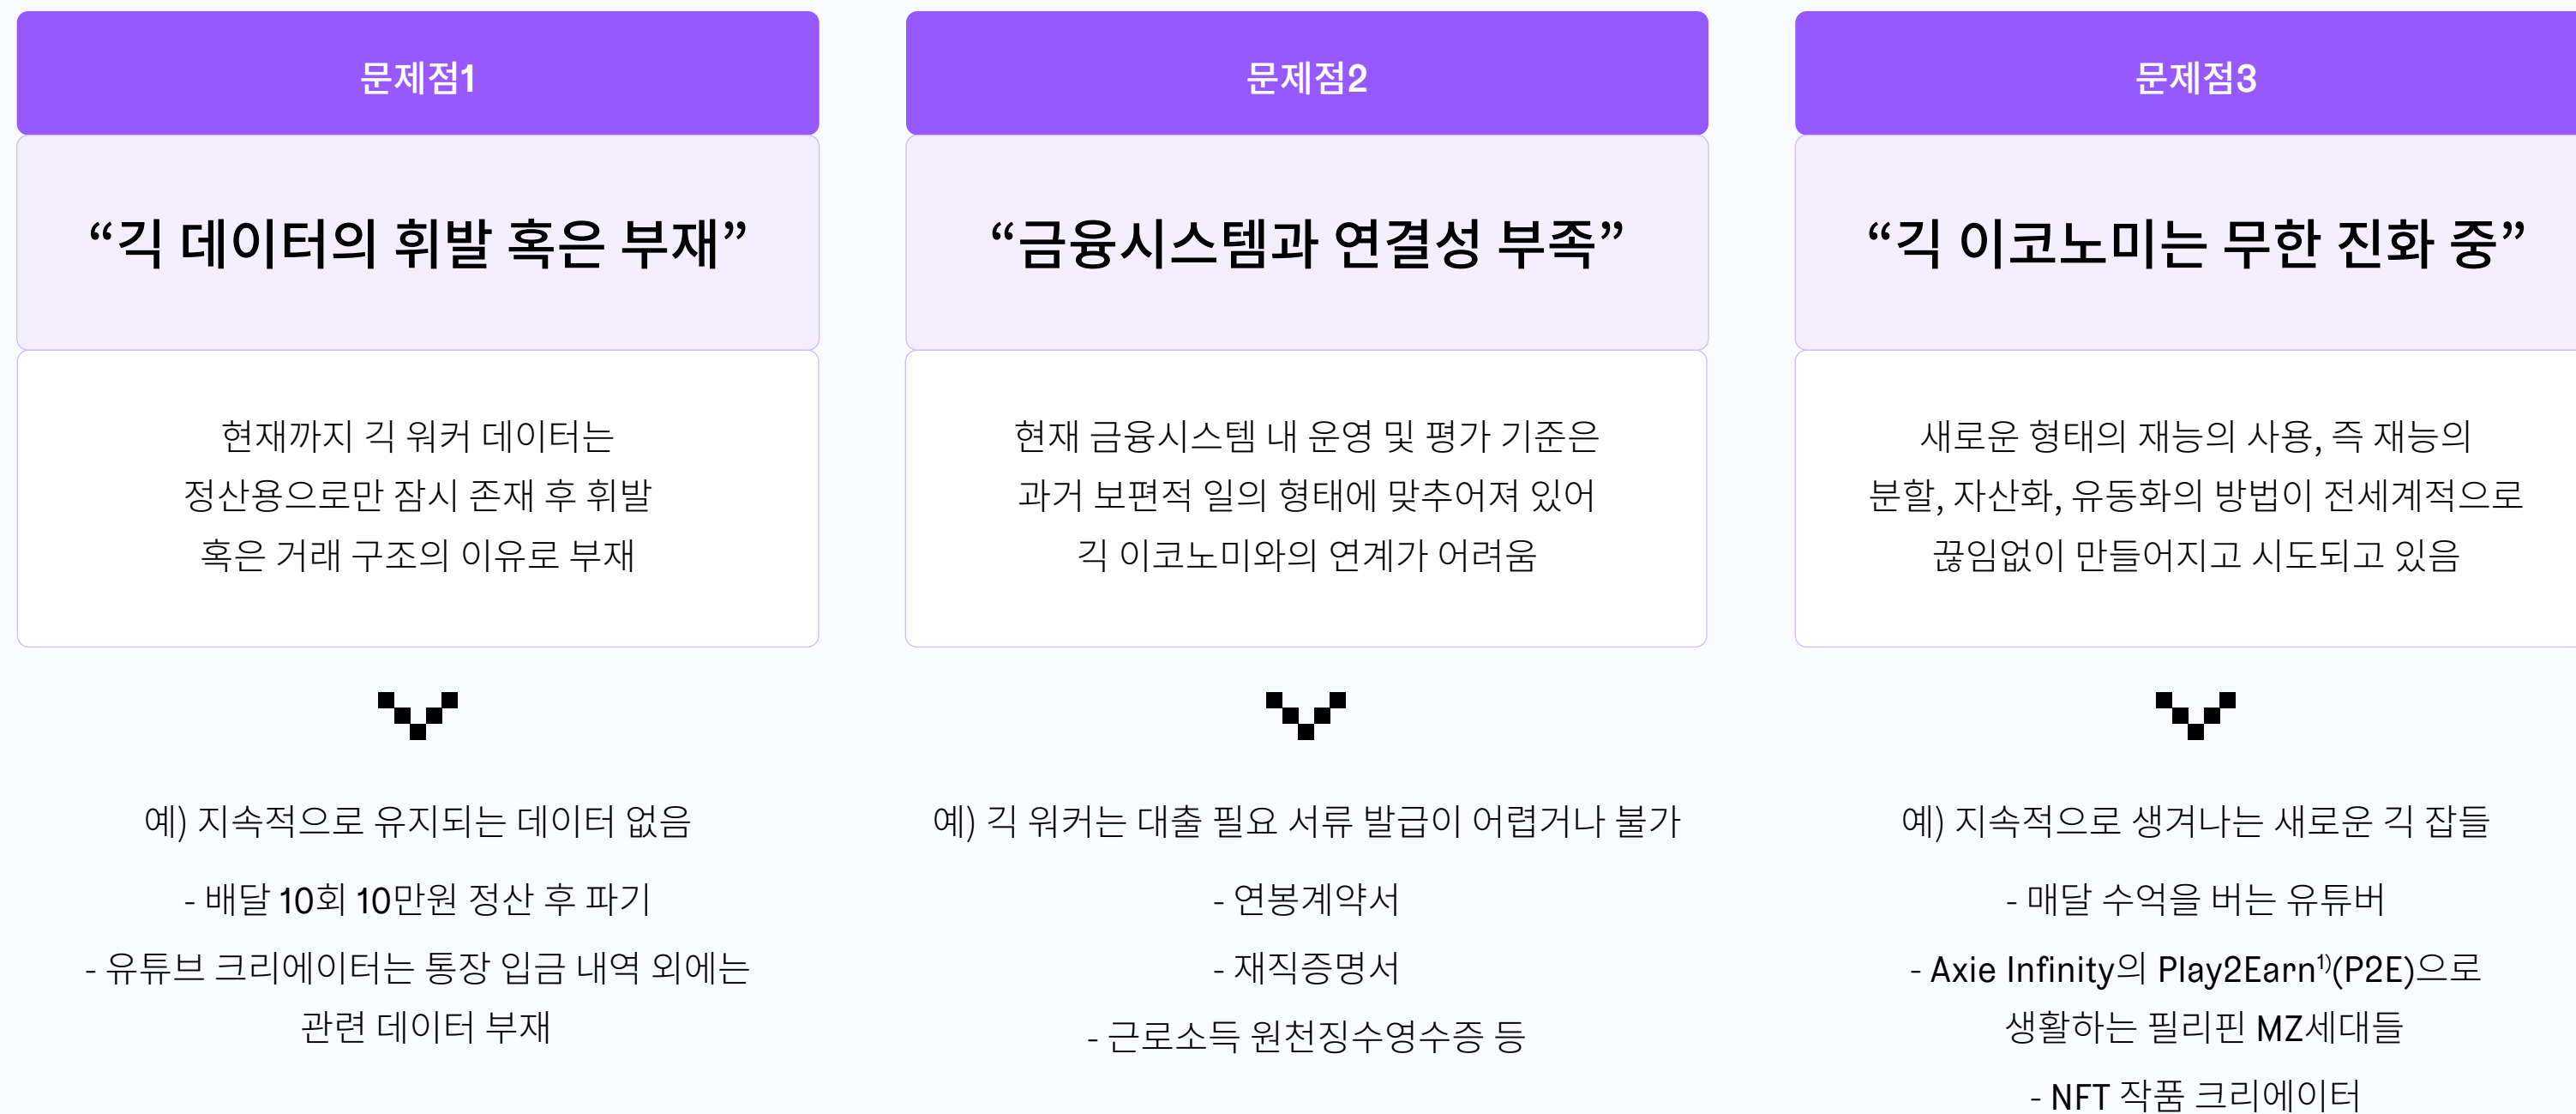 문제점1
“긱 데이터의 휘발 혹은 부재”
현재까지 긱 워커 데이터는
정산용으로만 잠시 존재 후 휘발
혹은 거래 구조의 이유로 부재
예) 지속적으로 유지되는 데이터 없음
- 배달 10회 10만원 정산 후 파기
- 유튜브 크리에이터는 통장 입금 내역 외에는
관련 데이터 부재
문제점2
“금융시스템과 연결성 부족”
현재 금융시스템 내 운영 및 평가 기준은
과거 보편적 일의 형태에 맞추어져 있어
긱 이코노미와의 연계가 어려움
예) 긱 워커는 대출 필요 서류 발급이 어렵거나 불가
- 연봉계약서
- 재직증명서
- 근로소득 원천징수영수증 등
문제점3
“긱 이코노미는 무한 진화 중”
새로운 형태의 재능의 사용, 즉 재능의
분할, 자산화, 유동화의 방법이 전세계적으로
끊임없이 만들어지고 시도되고 있음
예) 지속적으로 생겨나는 새로운 긱 잡들
- 매달 수억을 버는 유튜버
- Axie Infinity의 Play2Earn¹⁾(P2E)으로
생활하는 필리핀 MZ세대들
- NFT 작품 크리에이터